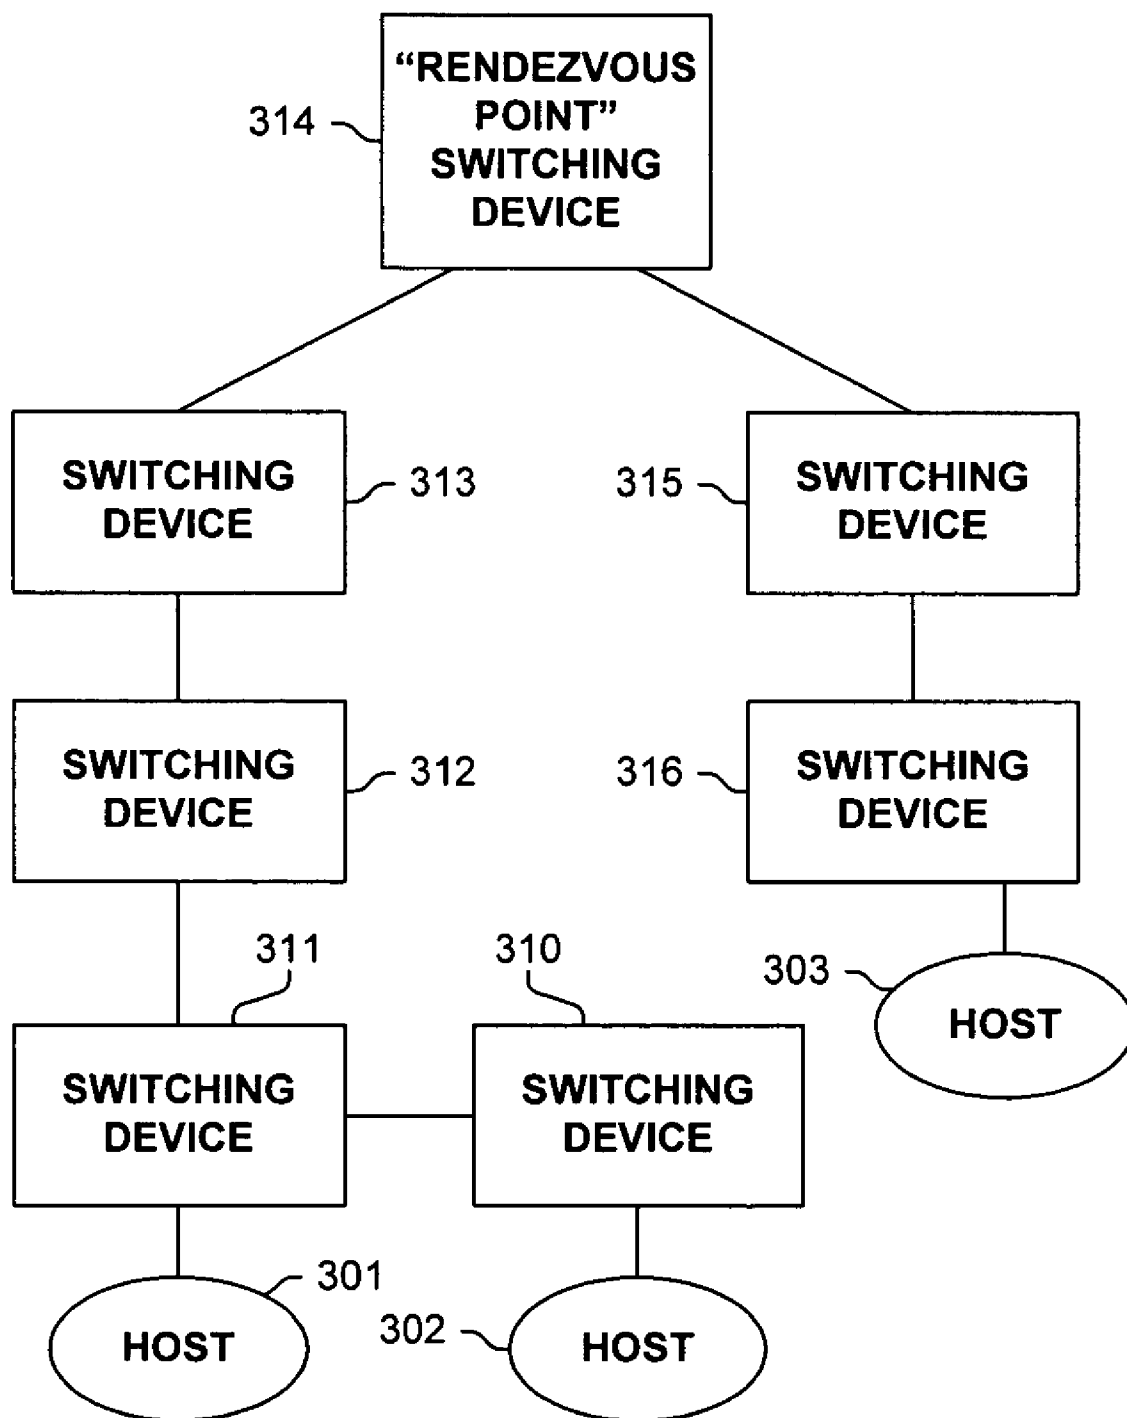 “RENDEZVOUS
POINT”
SWITCHING
DEVICE
314
SWITCHING
DEVICE
313
315
SWITCHING
DEVICE
SWITCHING
DEVICE
312
316
SWITCHING
DEVICE
311
310
303
HOST
SWITCHING
DEVICE
SWITCHING
DEVICE
301
HOST
302
HOST